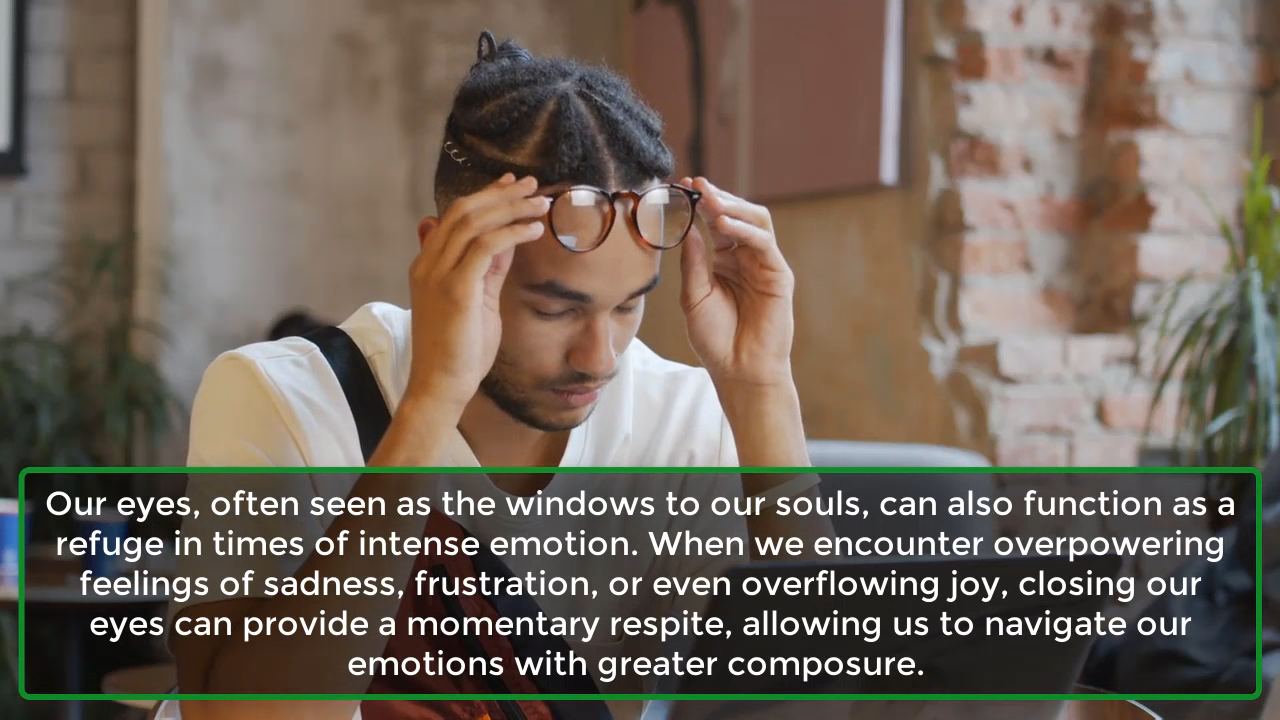 Our eyes, often seen as the windows to our souls, can also function as a
refuge in times of intense emotion. When we encounter overpowering
feelings of sadness, frustration, or even overflowing joy, closing our
eyes can provide a momentary respite, allowing us to navigate our
emotions with greater composure.